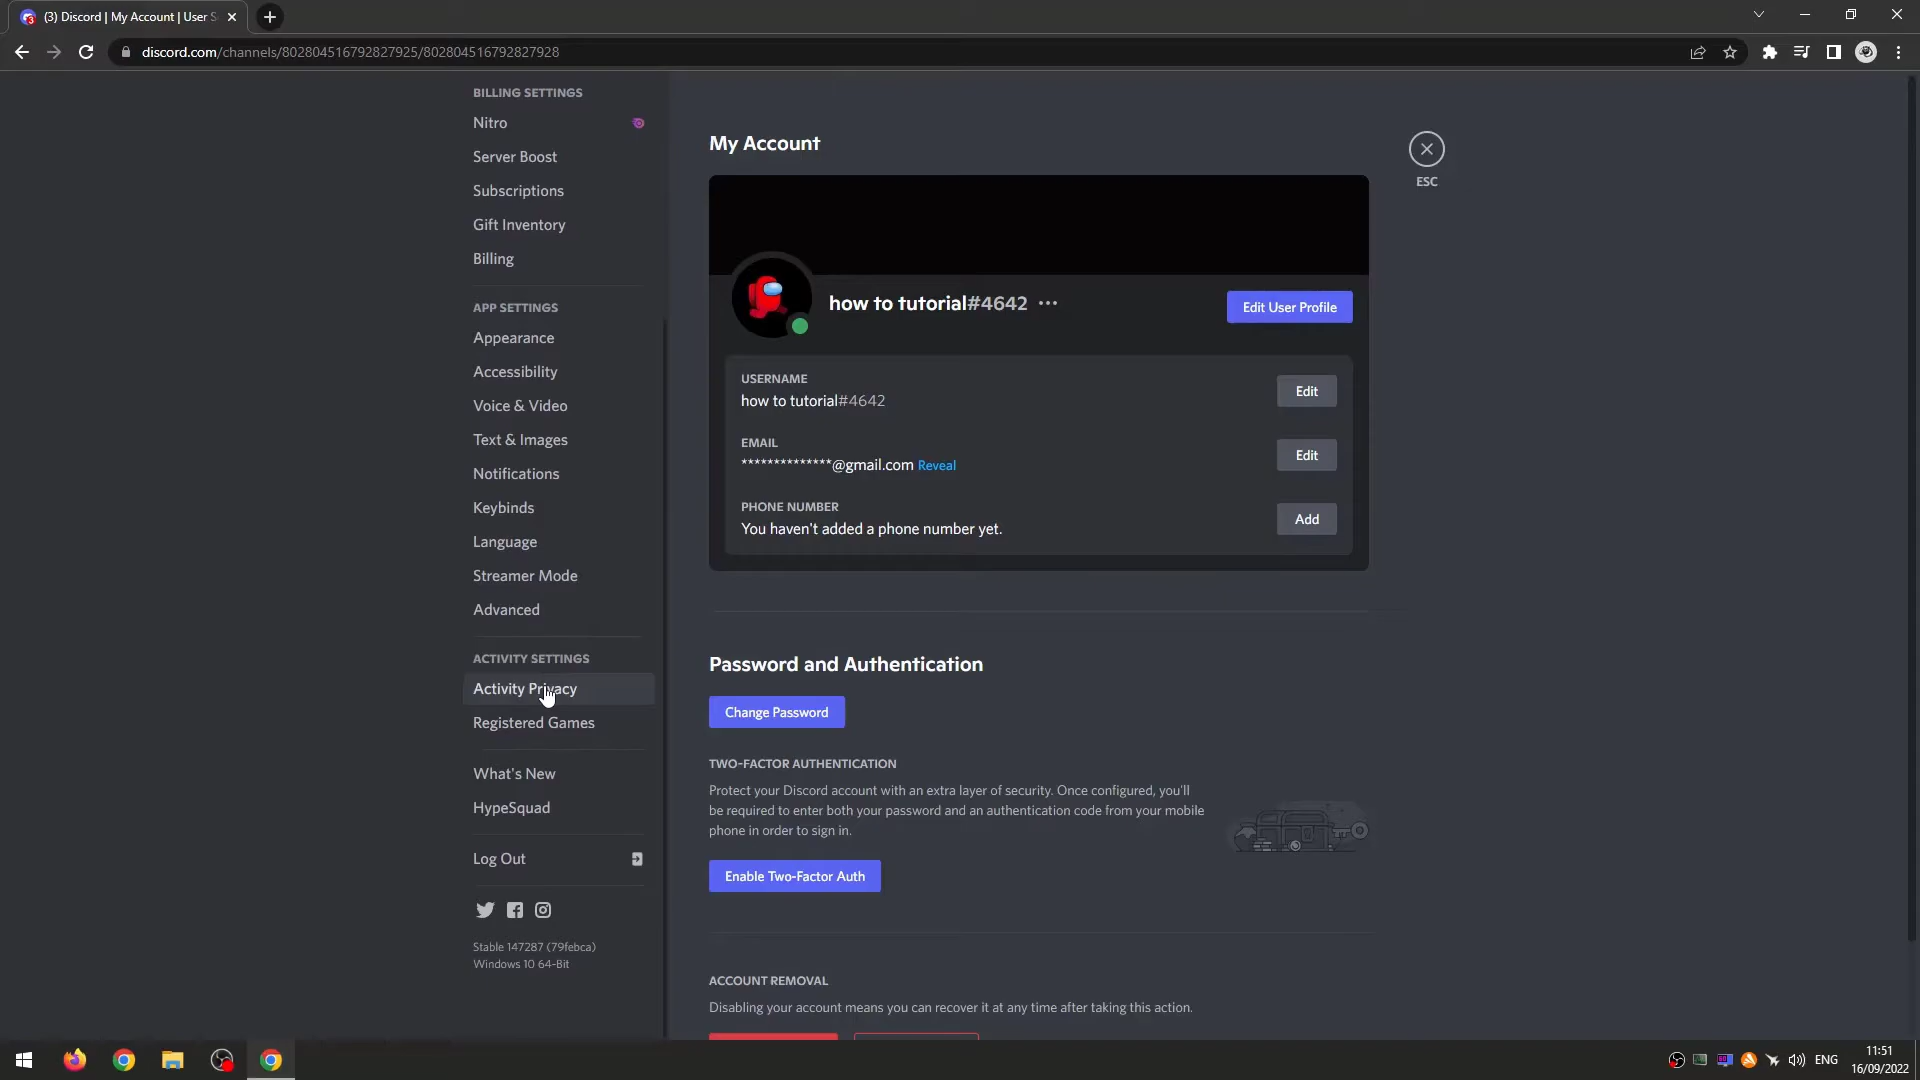 (3) Discord | My Account | User S
discord.com/channels/802804516792827925/802804516792827928
BILLING SETTINGS
Nitro
Server Boost
Subscriptions
Gift Inventory
Billing
APP SETTINGS
Appearance
Accessibility
Voice & Video
Text & Images
Notifications
Keybinds
Language
Streamer Mode
Advanced
ACTIVITY SETTINGS
Activity Privacy
Registered Games
What's New
HypeSquad
Log Out
Stable 147287 (79febca)
Windows 10 64-Bit
My Account
ESC
how to tutorial#4642
Edit User Profile
USERNAME
how to tutorial#4642
Edit
EMAIL
**************@gmail.com Reveal
Edit
PHONE NUMBER
You haven't added a phone number yet.
Add
Password and Authentication
Change Password
TWO-FACTOR AUTHENTICATION
Protect your Discord account with an extra layer of security. Once configured, you'll
be required to enter both your password and an authentication code from your mobile
phone in order to sign in.
Enable Two-Factor Auth
ACCOUNT REMOVAL
Disabling your account means you can recover it at any time after taking this action.
ENG
11:51
16/09/2022